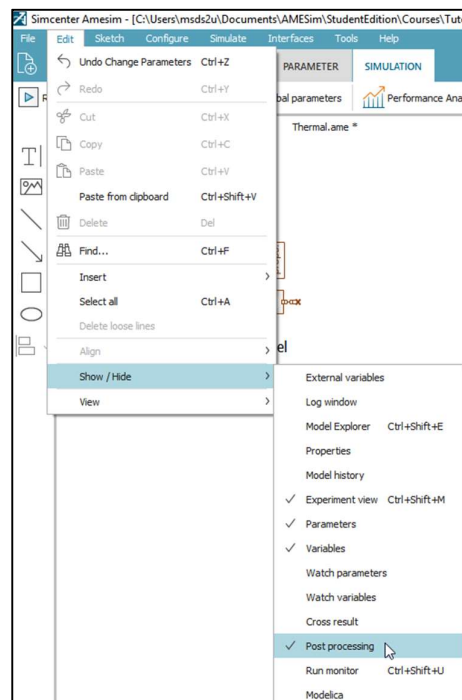 Simcenter Amesim - [C:\Users\msds2u\Documents\AMESim\StudentEdition\Courses\Tuto
File Edit Sketch Configure Simulate Interfaces Tools Help
Undo Change Parameters Ctrl+Z
PARAMETER SIMULATION
Redo Ctrl+Y
bal parameters Performance Ana
Cut Ctrl+X
Thermal.ame *
Copy Ctrl+C
Paste Ctrl+V
Paste from clipboard Ctrl+Shift+V
Delete Del
Find... Ctrl+F
Insert
Select all Ctrl+A
Delete loose lines
Align
el
Show / Hide
View
External variables
Log window
Model Explorer Ctrl+Shift+E
Properties
Model history
Experiment view Ctrl+Shift+M
Parameters
Variables
Watch parameters
Watch variables
Cross result
Post processing
Run monitor Ctrl+Shift+U
Modelica